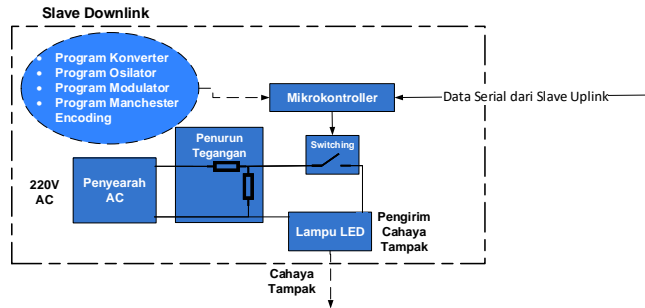 Slave Downlink
• Program Konverter
• Program Osilator
• Program Modulator
• Program Manchester
Encoding
Mikrokontroller
Data Serial dari Slave Uplink
Penurun
Tegangan
Switching
220V
AC
Penyearah
AC
Lampu LED
Pengirim
Cahaya
Tampak
Cahaya
Tampak